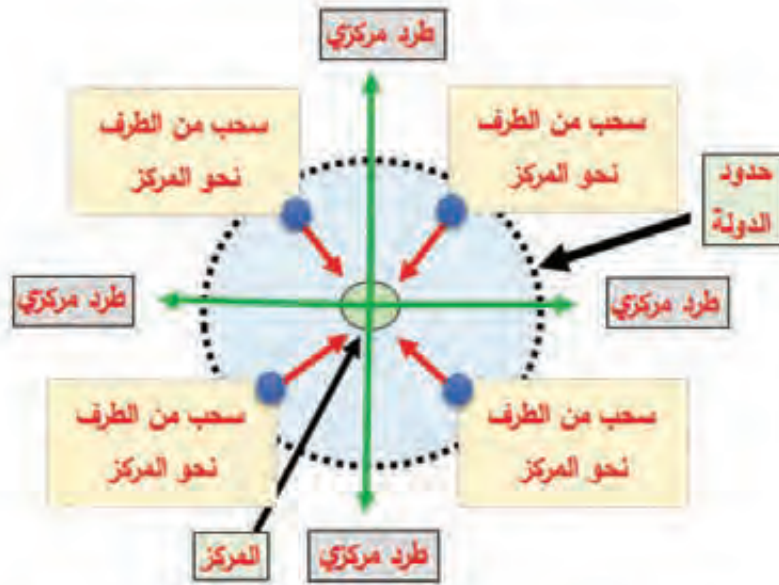 طرد مركزي
سحب من الطرف
نحو المركز
سحب من الطرف
نحو المركز
حدود
الدولة
طرد مركزي
طرد مركزي
سحب من الطرف
نحو المركز
سحب من الطرف
نحو المركز
طرد مركزي
المركز